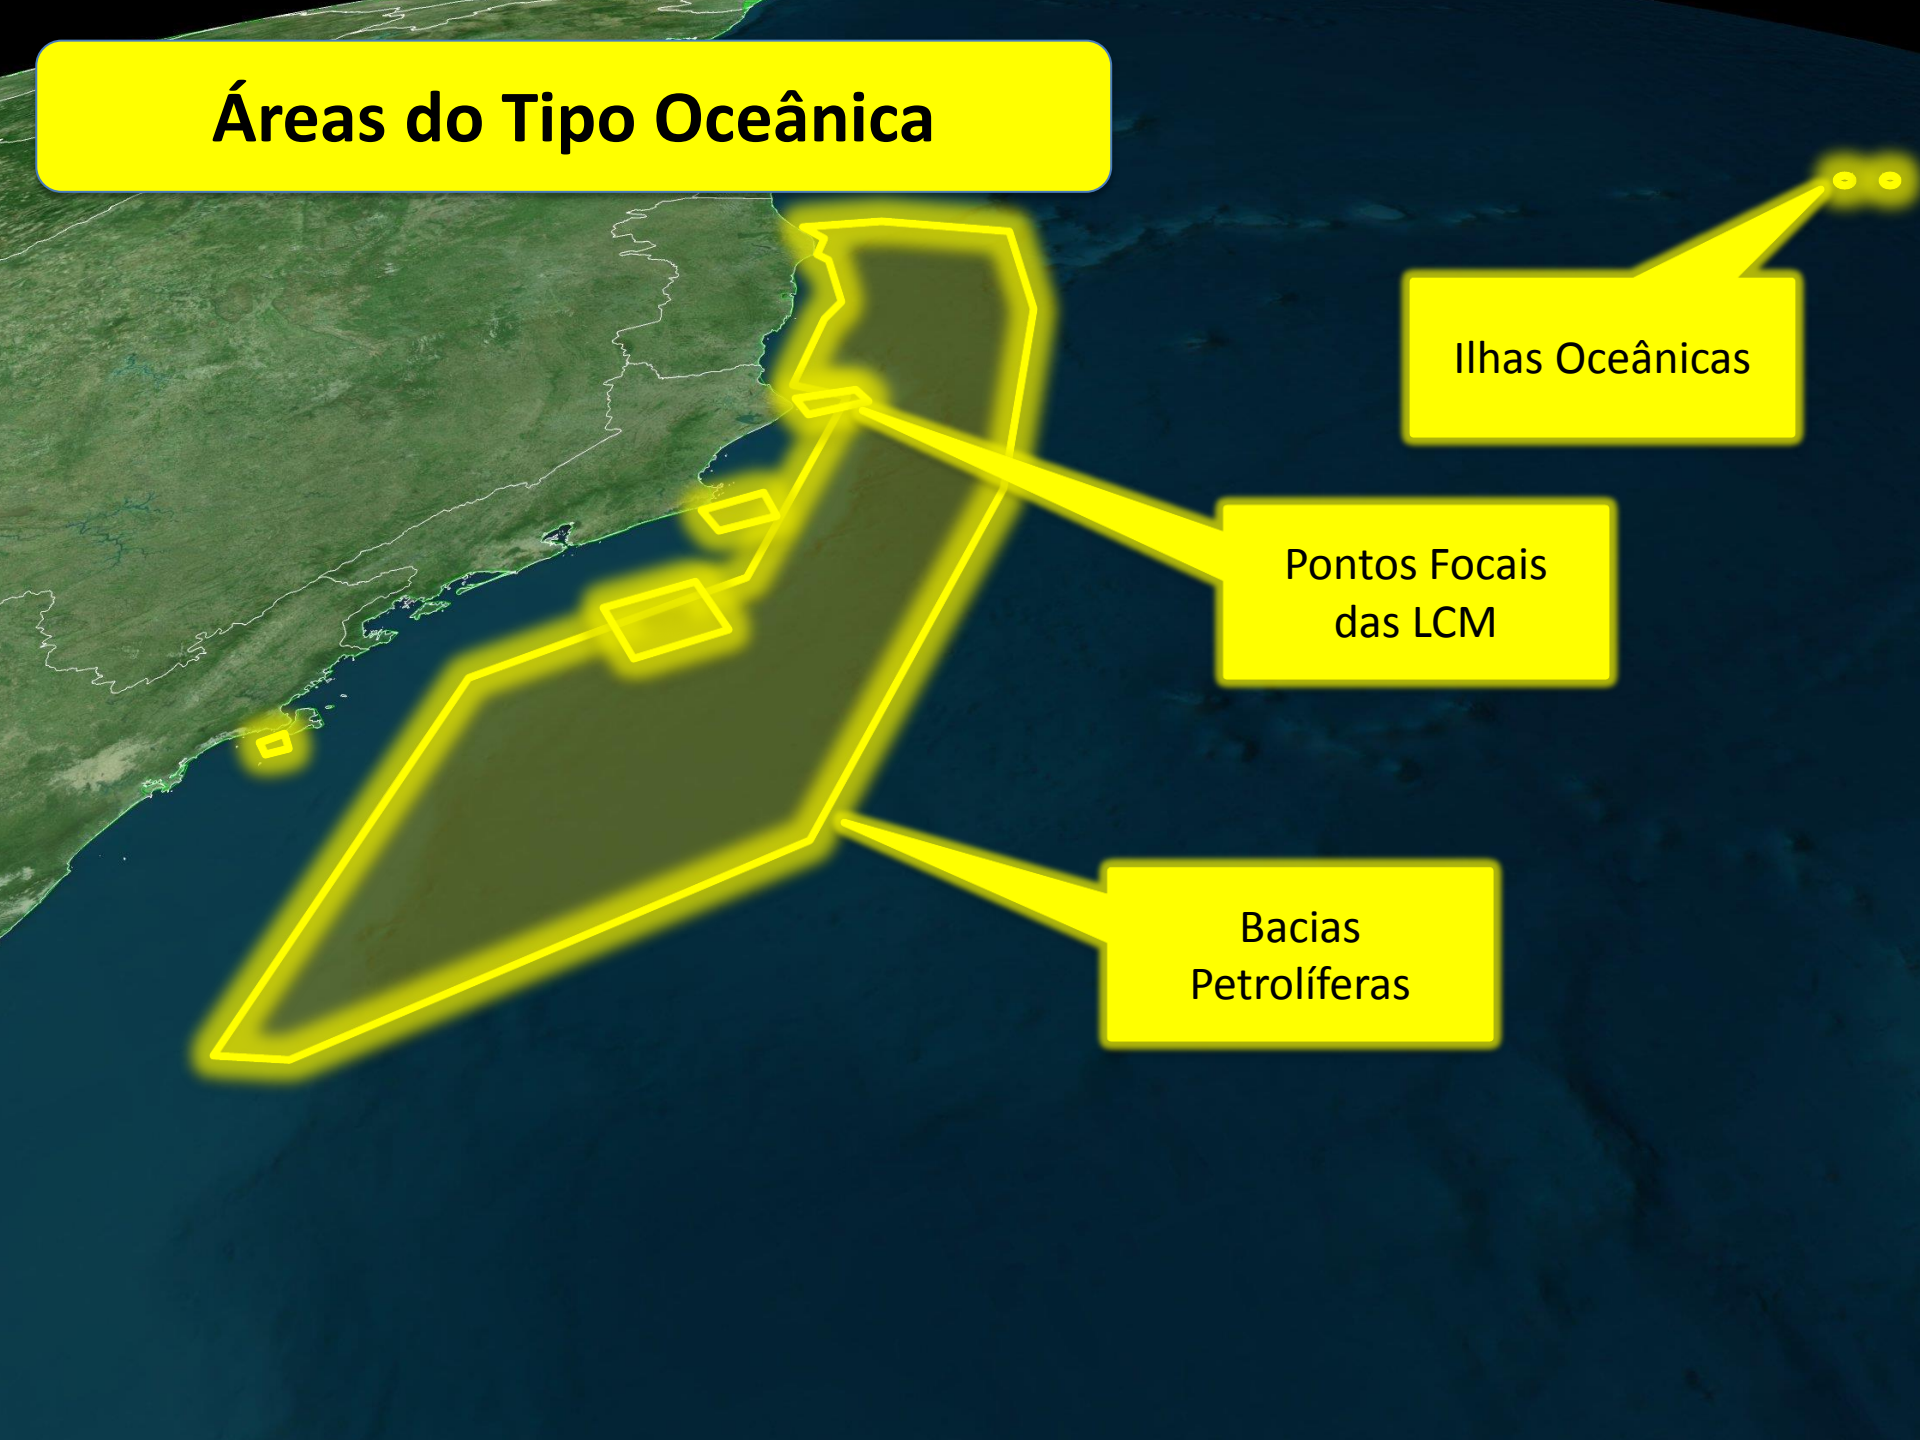 Áreas do Tipo Oceânica
Ilhas Oceânicas
Pontos Focais
das LCM
Bacias
Petrolíferas